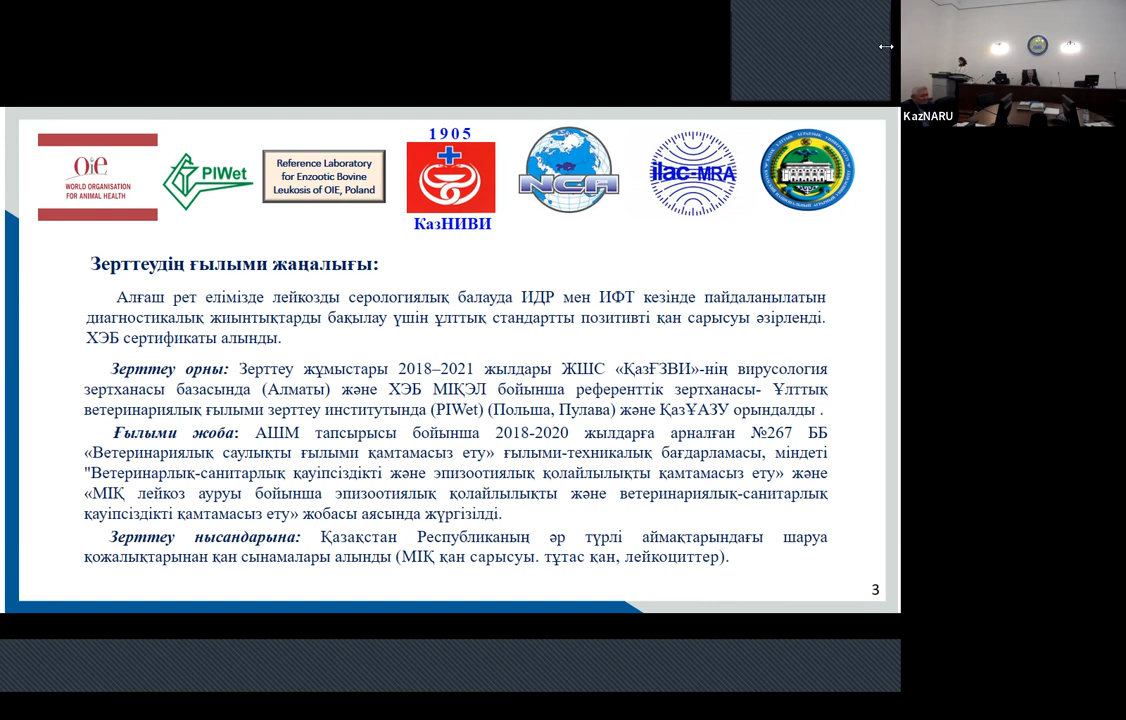 KazNARU
OiE
WORLD ORGANISATION
FOR ANIMAL HEALTH
PIWet
Reference Laboratory
for Enzootic Bovine
Leukosis of OIE, Poland
1905
КазНИВИ
NCA
ilac-MRA
Зерттеудің ғылыми жаңалығы:
Алғаш рет елімізде лейкозды серологиялық балауда ИДР мен ИФТ кезінде пайдаланылатын
диагностикалық жиынтықтарды бақылау үшін ұлттық стандартты позитивті қан сарысуы әзірленді.
ХЭБ сертификаты алынды.
Зерттеу орны: Зерттеу жұмыстары 2018–2021 жылдары ЖШС «ҚазҒЗВИ»-нің вирусология
зертханасы базасында (Алматы) және ХЭБ МІҚЭЛ бойынша референттік зертханасы- Ұлттық
ветеринариялық ғылыми зерттеу институтында (PIWet) (Польша, Пулава) және ҚазҰАЗУ орындалды .
Ғылыми жоба: АШМ тапсырысы бойынша 2018-2020 жылдарға арналған №267 ББ
«Ветеринариялық саулықты ғылыми қамтамасыз ету» ғылыми-техникалық бағдарламасы, міндеті
"Ветеринарлық-санитарлық қауіпсіздікті және эпизоотиялық қолайлылықты қамтамасыз ету» және
«МІҚ лейкоз ауруы бойынша эпизоотиялық қолайлылықты және ветеринариялық-санитарлық
қауіпсіздікті қамтамасыз ету» жобасы аясында жүргізілді.
Зерттеу нысандарына: Қазақстан Республиканың әр түрлі аймақтарындағы шаруа
қожалықтарынан қан сынамалары алынды (МІҚ қан сарысуы. тұтас қан, лейкоциттер).
3